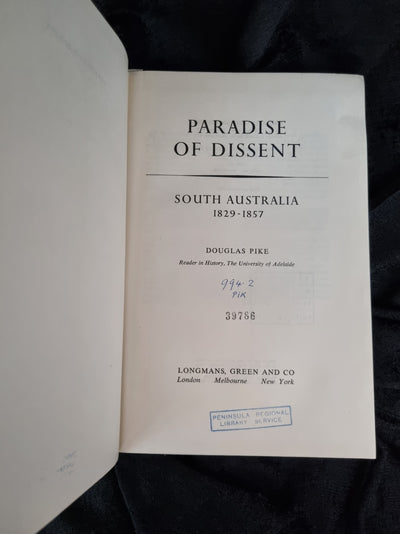 PARADISE
OF DISSENT
SOUTH AUSTRALIA
1829-1857
DOUGLAS PIKE
Reader in History, The University of Adelaide
994.2
PIK
39786
LONGMANS, GREEN AND CO
London Melbourne New York
PENINSULA REGIONAL
LIBRARY SERVICE